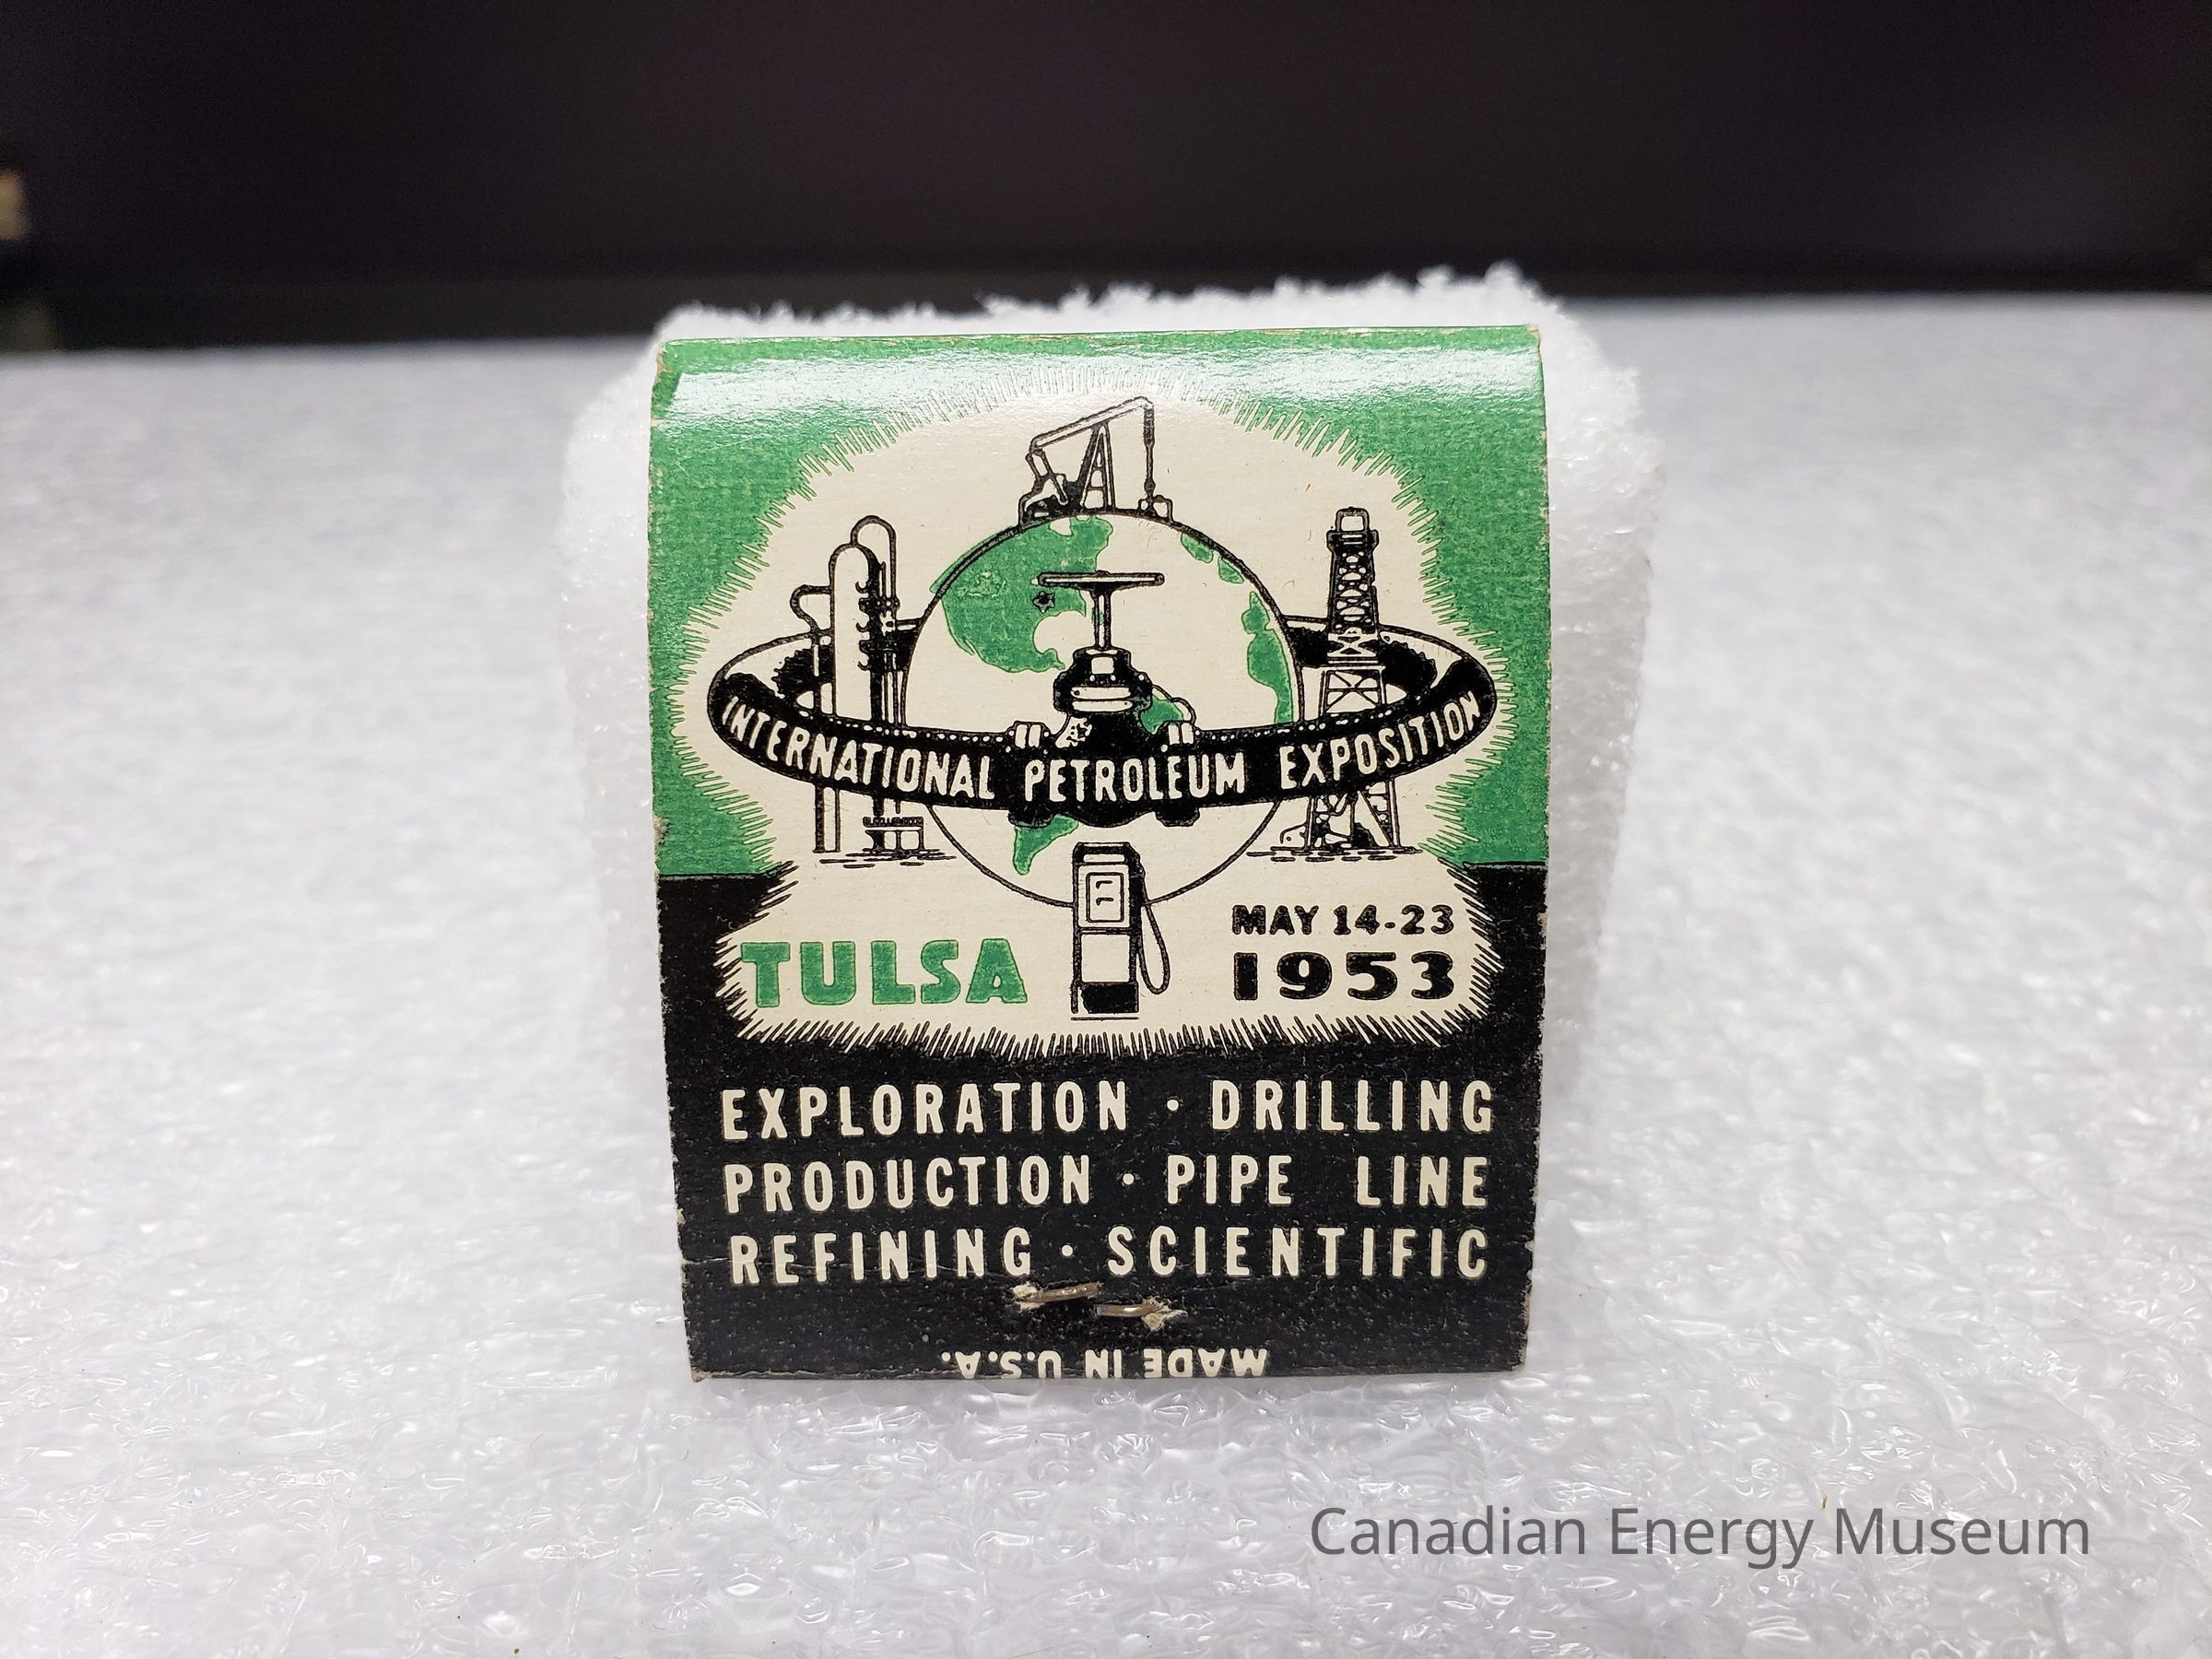 INTERNATIONAL PETROLEUM EXPOSITION
TULSA
MAY 14-23
1953
EXPLORATION · DRILLING
PRODUCTION · PIPE LINE
REFINING · SCIENTIFIC
MADE IN U.S.A.
Canadian Energy Museum